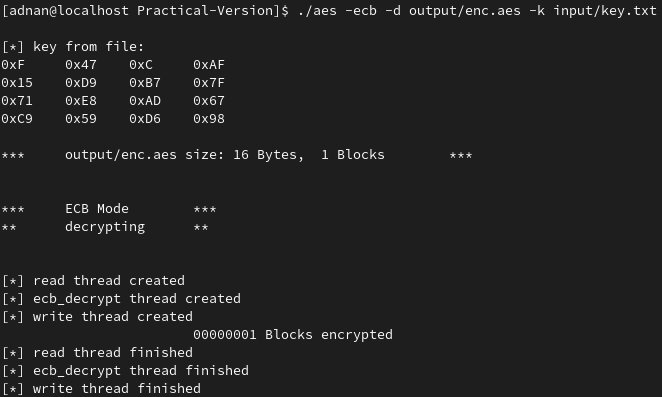 [adnan@localhost Practical-Version]$ ./aes -ecb -d output/enc.aes -k input/key.txt
[*] key from file:
0xF 0x47 0xC 0xAF
0x15 0xD9 0xB7 0x7F
0x71 0xE8 0xAD 0x67
0xC9 0x59 0xD6 0x98
*** output/enc.aes size: 16 Bytes, 1 Blocks ***
*** ECB Mode ***
** decrypting **
[*] read thread created
[*] ecb_decrypt thread created
[*] write thread created
00000001 Blocks encrypted
[*] read thread finished
[*] ecb_decrypt thread finished
[*] write thread finished